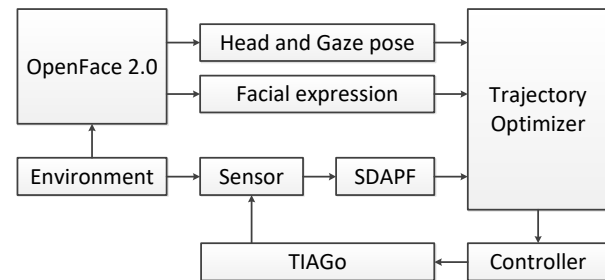 OpenFace 2.0
Head and Gaze pose
Facial expression
Trajectory
Optimizer
Environment
Sensor
SDAPF
TIAGo
Controller